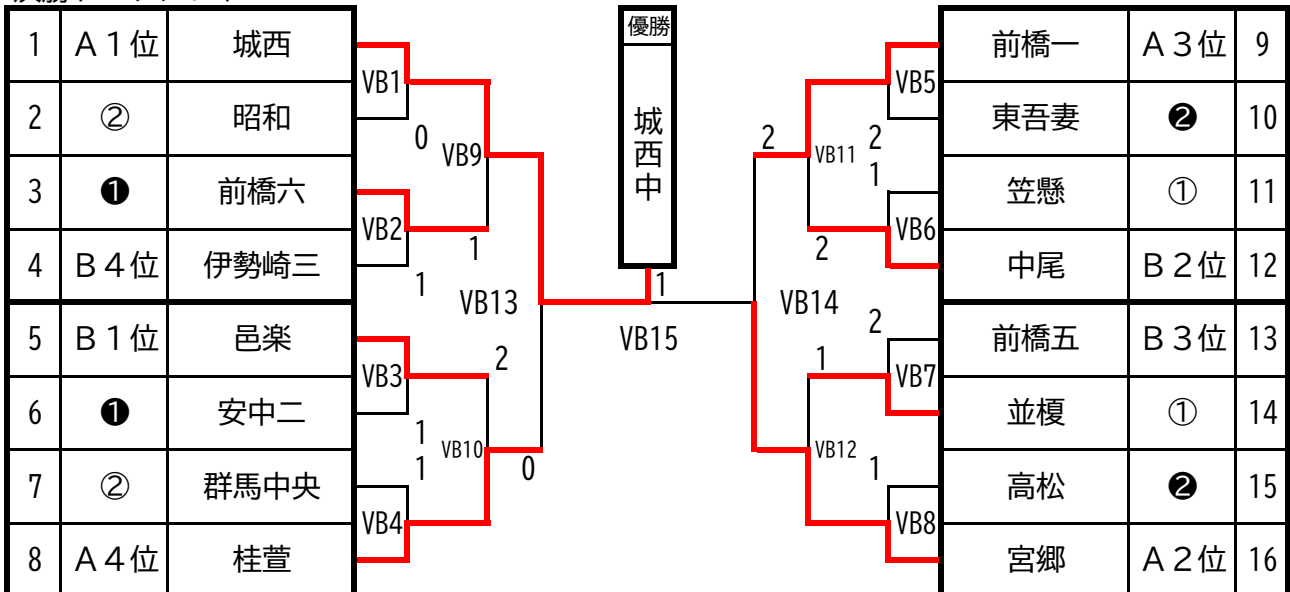 優勝
城西中
1 A1位 城西
2 ② 昭和
3 ❶ 前橋六
4 B4位 伊勢崎三
5 B1位 邑楽
6 ❶ 安中二
7 ② 群馬中央
8 A4位 桂萱
VB1
0
VB9
VB2
1
1
VB13
VB3
2
1
1
VB10
0
VB4
1
VB15
2
VB5
2
VB11
1
VB6
2
VB14
2
1
VB7
VB12
1
VB8
前橋一 A3位 9
東吾妻 ❷ 10
笠懸 ① 11
中尾 B2位 12
前橋五 B3位 13
並榎 ① 14
高松 ❷ 15
宮郷 A2位 16